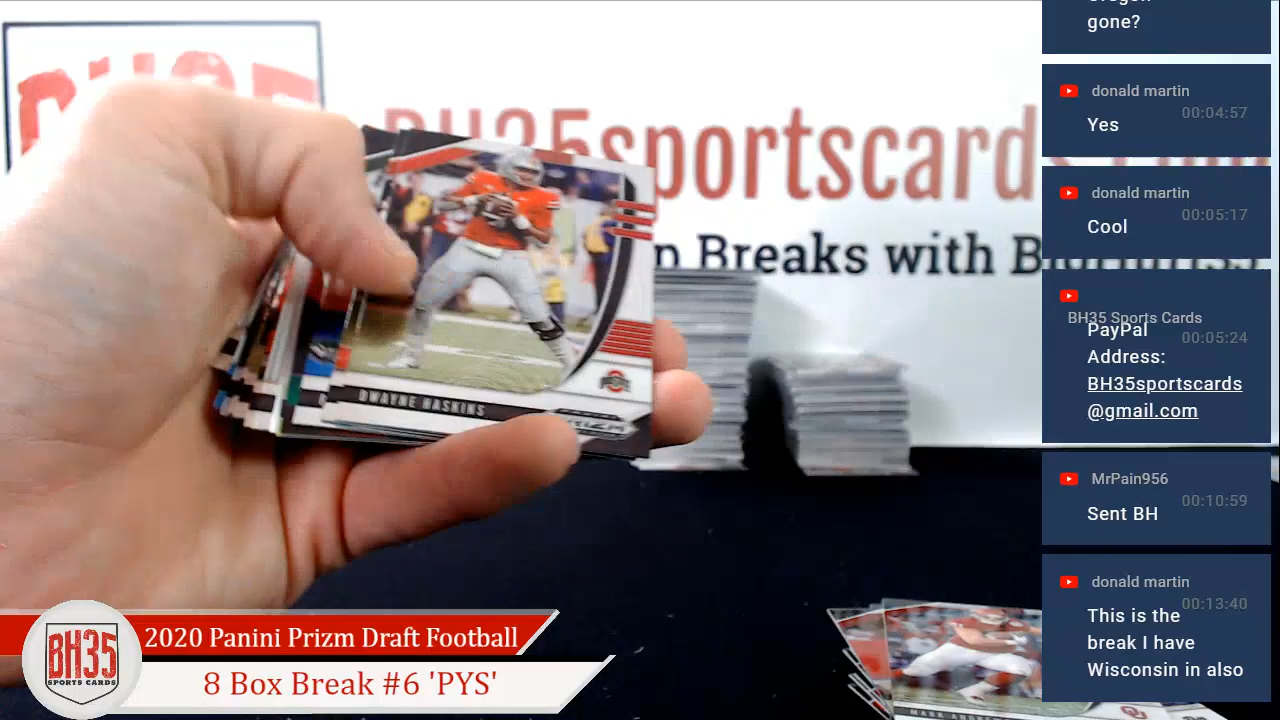 BH35sportscards
n Breaks with B
DWAYNE HASKINS
PRIZM
gone?
donald martin
00:04:57
Yes
donald martin
00:05:17
Cool
BH35 Sports Cards
00:05:24
PayPal
Address:
BH35sportscards
@gmail.com
MrPain956
00:10:59
Sent BH
donald martin
00:13:40
This is the
break I have
Wisconsin in also
BH35
SPORTS CARDS
2020 Panini Prizm Draft Football
8 Box Break #6 'PYS'
MARK ANDRE